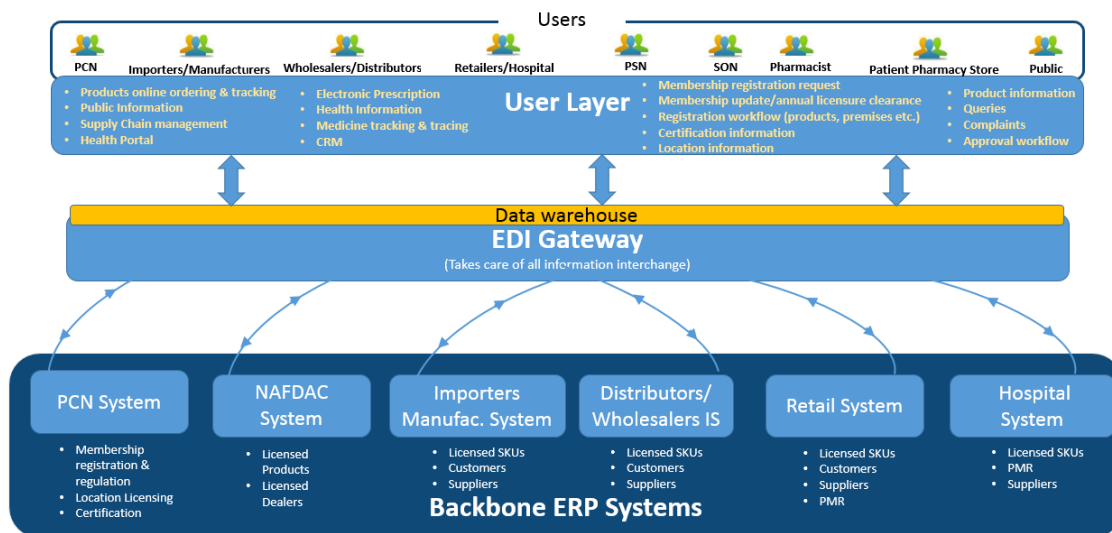 Users
PCN
Importers/Manufacturers
Wholesalers/Distributors
Retailers/Hospital
PSN
SON
Pharmacist
Patient Pharmacy Store
Public
User Layer
• Products online ordering & tracking
• Public Information
• Supply Chain management
• Health Portal
• Electronic Prescription
• Health Information
• Medicine tracking & tracing
• CRM
• Membership registration request
• Membership update/annual licensure clearance
• Registration workflow (products, premises etc.)
• Certification information
• Location information
• Product information
• Queries
• Complaints
• Approval workflow
Data warehouse
EDI Gateway
(Takes care of all information interchange)
PCN System
• Membership
registration &
regulation
• Location Licensing
• Certification
NAFDAC
System
• Licensed
Products
• Licensed
Dealers
Importers
Manufac. System
• Licensed SKUs
• Customers
• Suppliers
Distributors/
Wholesalers IS
• Licensed SKUs
• Customers
• Suppliers
Retail System
• Licensed SKUs
• Customers
• Suppliers
• PMR
Hospital
System
• Licensed SKUs
• PMR
• Suppliers
Backbone ERP Systems